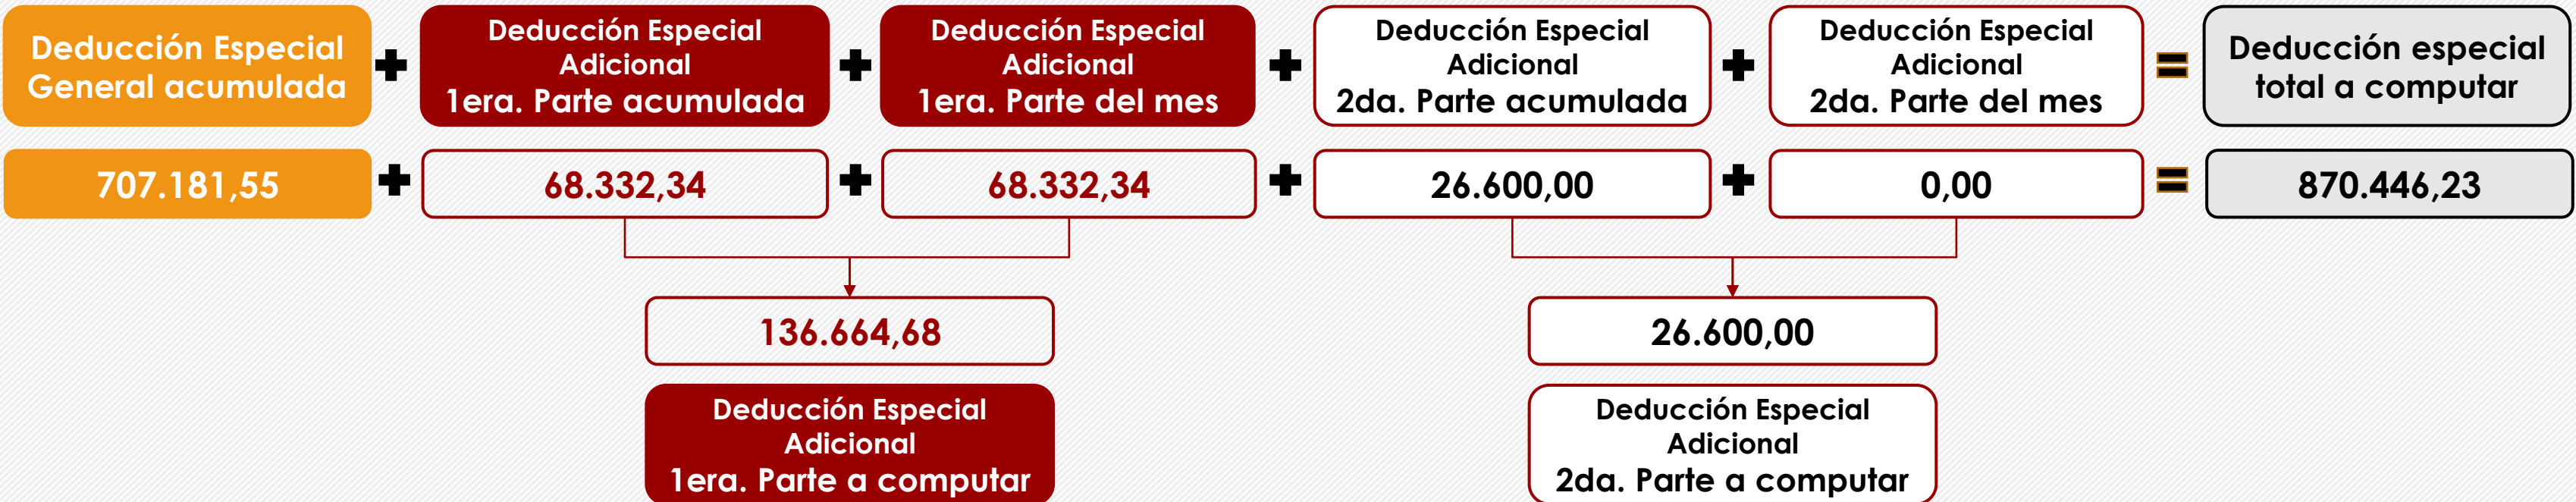 Deducción Especial
General acumulada
Deducción Especial
Adicional
1era. Parte acumulada
Deducción Especial
Adicional
1era. Parte del mes
Deducción Especial
Adicional
2da. Parte acumulada
Deducción Especial
Adicional
2da. Parte del mes
Deducción especial
total a computar
707.181,55
68.332,34
68.332,34
26.600,00
0,00
870.446,23
136.664,68
26.600,00
Deducción Especial
Adicional
1era. Parte a computar
Deducción Especial
Adicional
2da. Parte a computar